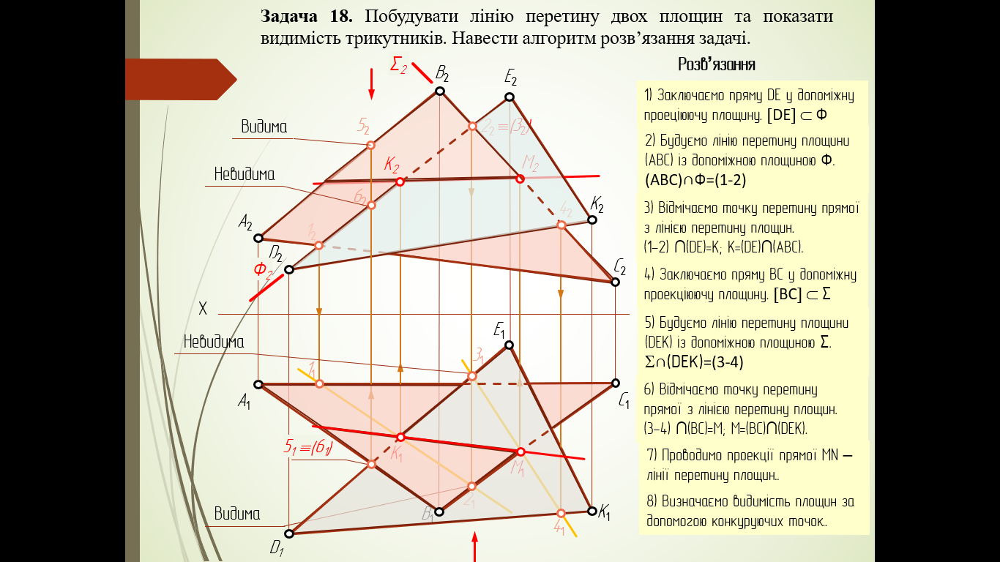 Задача 18. Побудувати лінію перетину двох площин та показати
видимість трикутників. Навести алгоритм розв’язання задачі.
Розв’язання
1) Заключаємо пряму DE у допоміжну
проеціюючу площину. [DE] ⊂ Ф
2) Будуємо лінію перетину площини
(ABC) із допоміжною площиною Ф.
(ABC)∩Ф=(1-2)
3) Відмічаємо точку перетину прямої
з лінією перетину площин.
(1-2) ⋂(DE)=K; K=(DE)⋂(ABC).
4) Заключаємо пряму BC у допоміжну
проекціюючу площину. [BC] ⊂ Σ
5) Будуємо лінію перетину площини
(DEK) із допоміжною площиною Σ.
Σ∩(DEK)=(3-4)
6) Відмічаємо точку перетину
прямої з лінією перетину площин.
(3-4) ⋂(BC)=M; M=(BC)⋂(DEK).
7) Проводимо проекції прямої MN –
лінії перетину площин..
8) Визначаємо видимість площин за
допомогою конкуруючих точок..
Σ2
B2
E2
Видима
52
22≡(32)
Невидима
K2
M2
62
42
K2
A2
12
D2
Ф2
C2
X
Невидима
E1
11
31
A1
C1
51≡(61)
K1
M1
21
Видима
B1
K1
41
D1